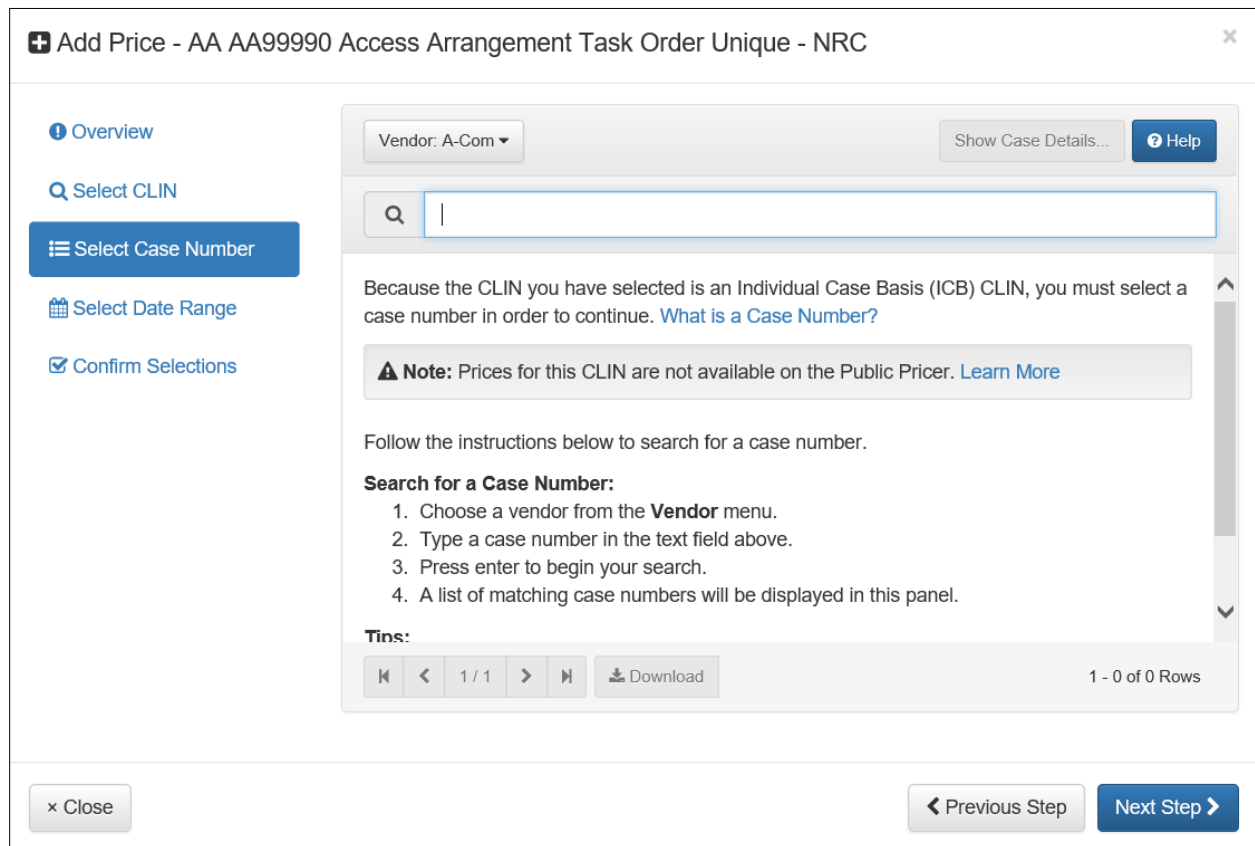 Add Price - AA AA99990 Access Arrangement Task Order Unique - NRC
×
Overview
Select CLIN
Select Case Number
Select Date Range
Confirm Selections
Vendor: A-Com
Show Case Details...
Help
Because the CLIN you have selected is an Individual Case Basis (ICB) CLIN, you must select a
case number in order to continue. What is a Case Number?
Note: Prices for this CLIN are not available on the Public Pricer. Learn More
Follow the instructions below to search for a case number.
Search for a Case Number:
1. Choose a vendor from the Vendor menu.
2. Type a case number in the text field above.
3. Press enter to begin your search.
4. A list of matching case numbers will be displayed in this panel.
Tips:
1 / 1
Download
1 - 0 of 0 Rows
× Close
Previous Step
Next Step